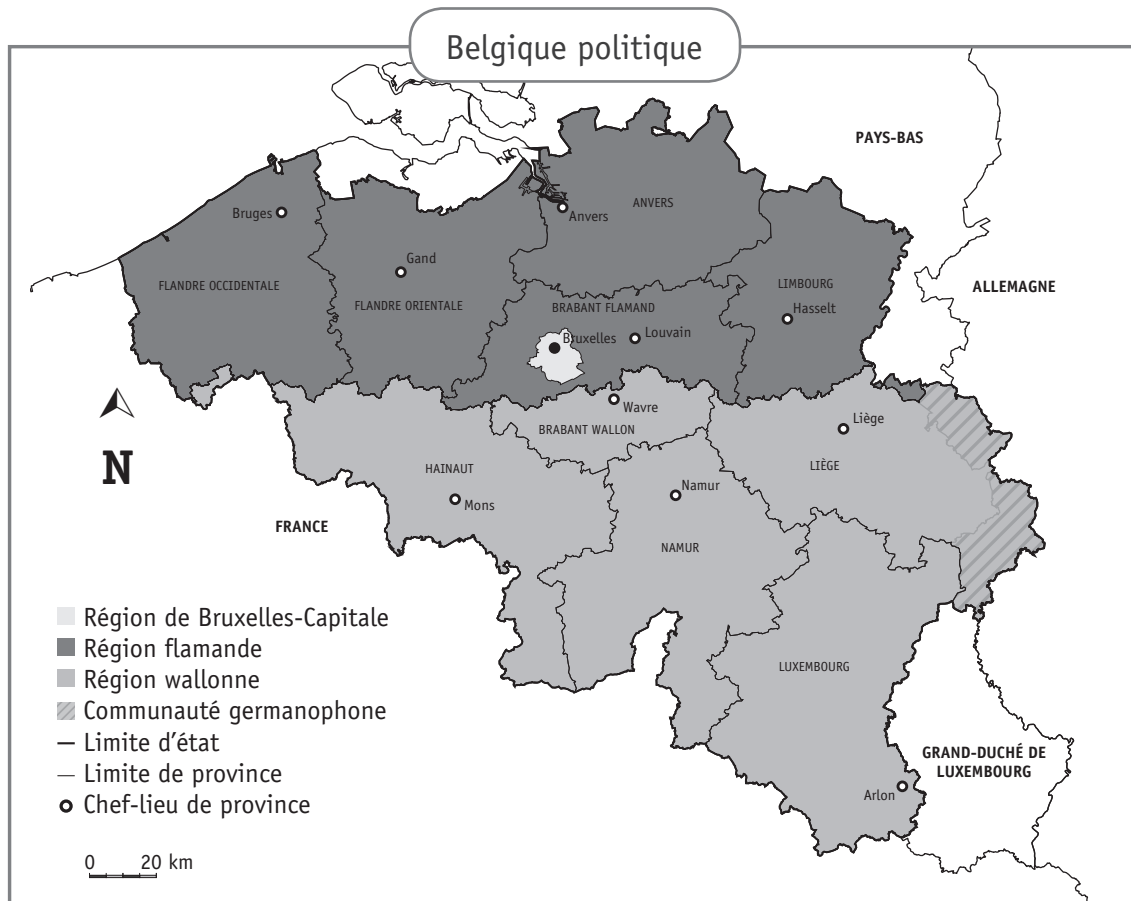 Belgique politique
PAYS-BAS
Bruges
Anvers
ANVERS
Gand
FLANDRE OCCIDENTALE
FLANDRE ORIENTALE
LIMBOURG
ALLEMAGNE
BRABANT FLAMAND
Hasselt
Bruxelles
Louvain
Wavre
BRABANT WALLON
Liège
LIÈGE
N
HAINAUT
Mons
Namur
NAMUR
FRANCE
Région de Bruxelles-Capitale
Région flamande
Région wallonne
Communauté germanophone
Limite d'état
Limite de province
Chef-lieu de province
LUXEMBOURG
GRAND-DUCHÉ DE
LUXEMBOURG
Arlon
0 20 km